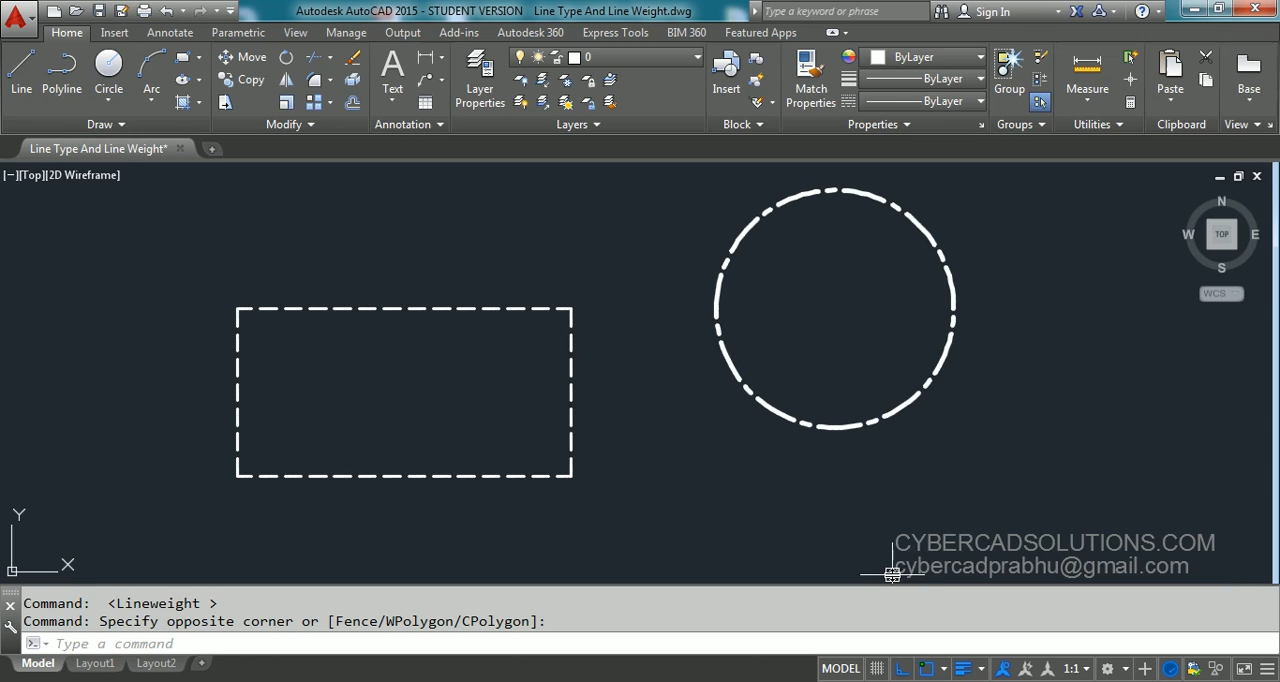 Autodesk AutoCAD 2015 - STUDENT VERSION    Line Type And Line Weight.dwg
Type a keyword or phrase
Sign In
Home Insert Annotate Parametric View Manage Output Add-ins Autodesk 360 Express Tools BIM 360 Featured Apps
Move
Copy
Line Polyline Circle Arc
Text
Layer
Properties
0
Insert
Match
Properties
ByLayer
ByLayer
ByLayer
Group
Measure
Paste
Base
Draw Modify Annotation Layers Block Properties Groups Utilities Clipboard View
Line Type And Line Weight*
[−][Top][2D Wireframe]
N
W TOP E
S
WCS
Y
X
CYBERCADSOLUTIONS.COM
cybercadprabhu@gmail.com
Command:  <Lineweight >
Command: Specify opposite corner or [Fence/WPolygon/CPolygon]:
Type a command
Model Layout1 Layout2 +
MODEL 1:1